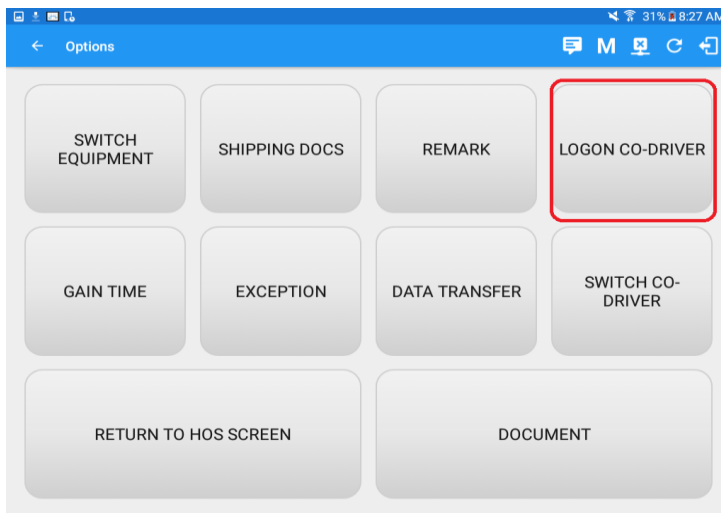 31% 8:27 AM
Options
M
SWITCH
EQUIPMENT
SHIPPING DOCS
REMARK
LOGON CO-DRIVER
GAIN TIME
EXCEPTION
DATA TRANSFER
SWITCH CO-
DRIVER
RETURN TO HOS SCREEN
DOCUMENT